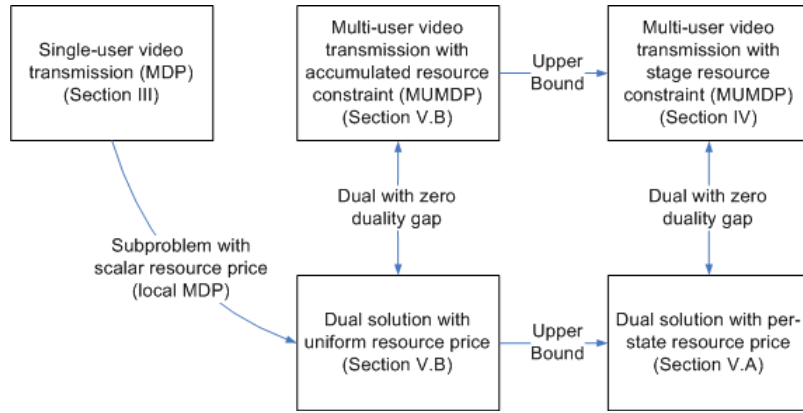 Single-user video
transmission (MDP)
(Section III)
Multi-user video
transmission with
accumulated resource
constraint (MUMDP)
(Section V.B)
Upper
Bound
Multi-user video
transmission with
stage resource
constraint (MUMDP)
(Section IV)
Dual with zero
duality gap
Dual with zero
duality gap
Subproblem with
scalar resource price
(local MDP)
Dual solution with
uniform resource price
(Section V.B)
Upper
Bound
Dual solution with per-
state resource price
(Section V.A)